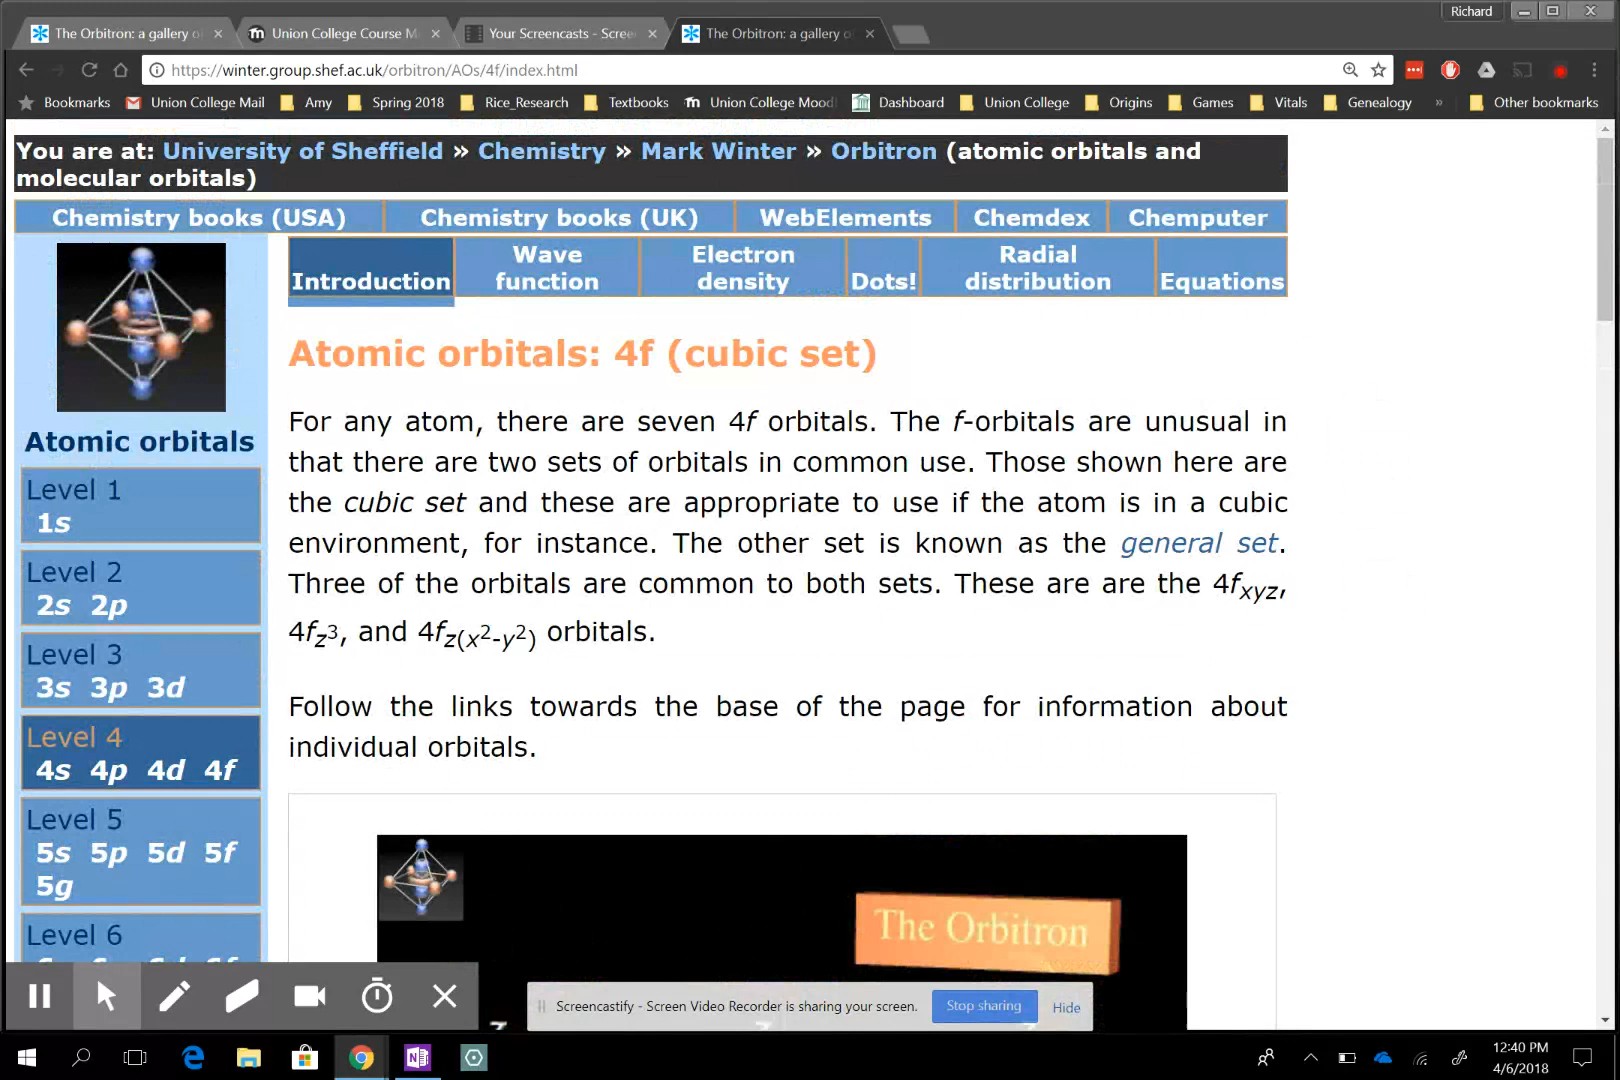 Richard
The Orbitron: a gallery o
Union College Course M
Your Screencasts - Scree
The Orbitron: a gallery o
https://winter.group.shef.ac.uk/orbitron/AOs/4f/index.html
Bookmarks Union College Mail Amy Spring 2018 Rice_Research Textbooks Union College Mood Dashboard Union College Origins Games Vitals Genealogy » Other bookmarks
You are at: University of Sheffield » Chemistry » Mark Winter » Orbitron (atomic orbitals and
molecular orbitals)
Chemistry books (USA) Chemistry books (UK) WebElements Chemdex Chemputer
Introduction
Wave
function
Electron
density
Dots!
Radial
distribution
Equations
Atomic orbitals
Level 1
1s
Level 2
2s 2p
Level 3
3s 3p 3d
Level 4
4s 4p 4d 4f
Level 5
5s 5p 5d 5f
5g
Level 6
Atomic orbitals: 4f (cubic set)
For any atom, there are seven 4f orbitals. The f-orbitals are unusual in
that there are two sets of orbitals in common use. Those shown here are
the cubic set and these are appropriate to use if the atom is in a cubic
environment, for instance. The other set is known as the general set.
Three of the orbitals are common to both sets. These are are the 4fxyz,
4fz3, and 4fz(x2-y2) orbitals.
Follow the links towards the base of the page for information about
individual orbitals.
The Orbitron
Screencastify - Screen Video Recorder is sharing your screen. Stop sharing Hide
12:40 PM
4/6/2018